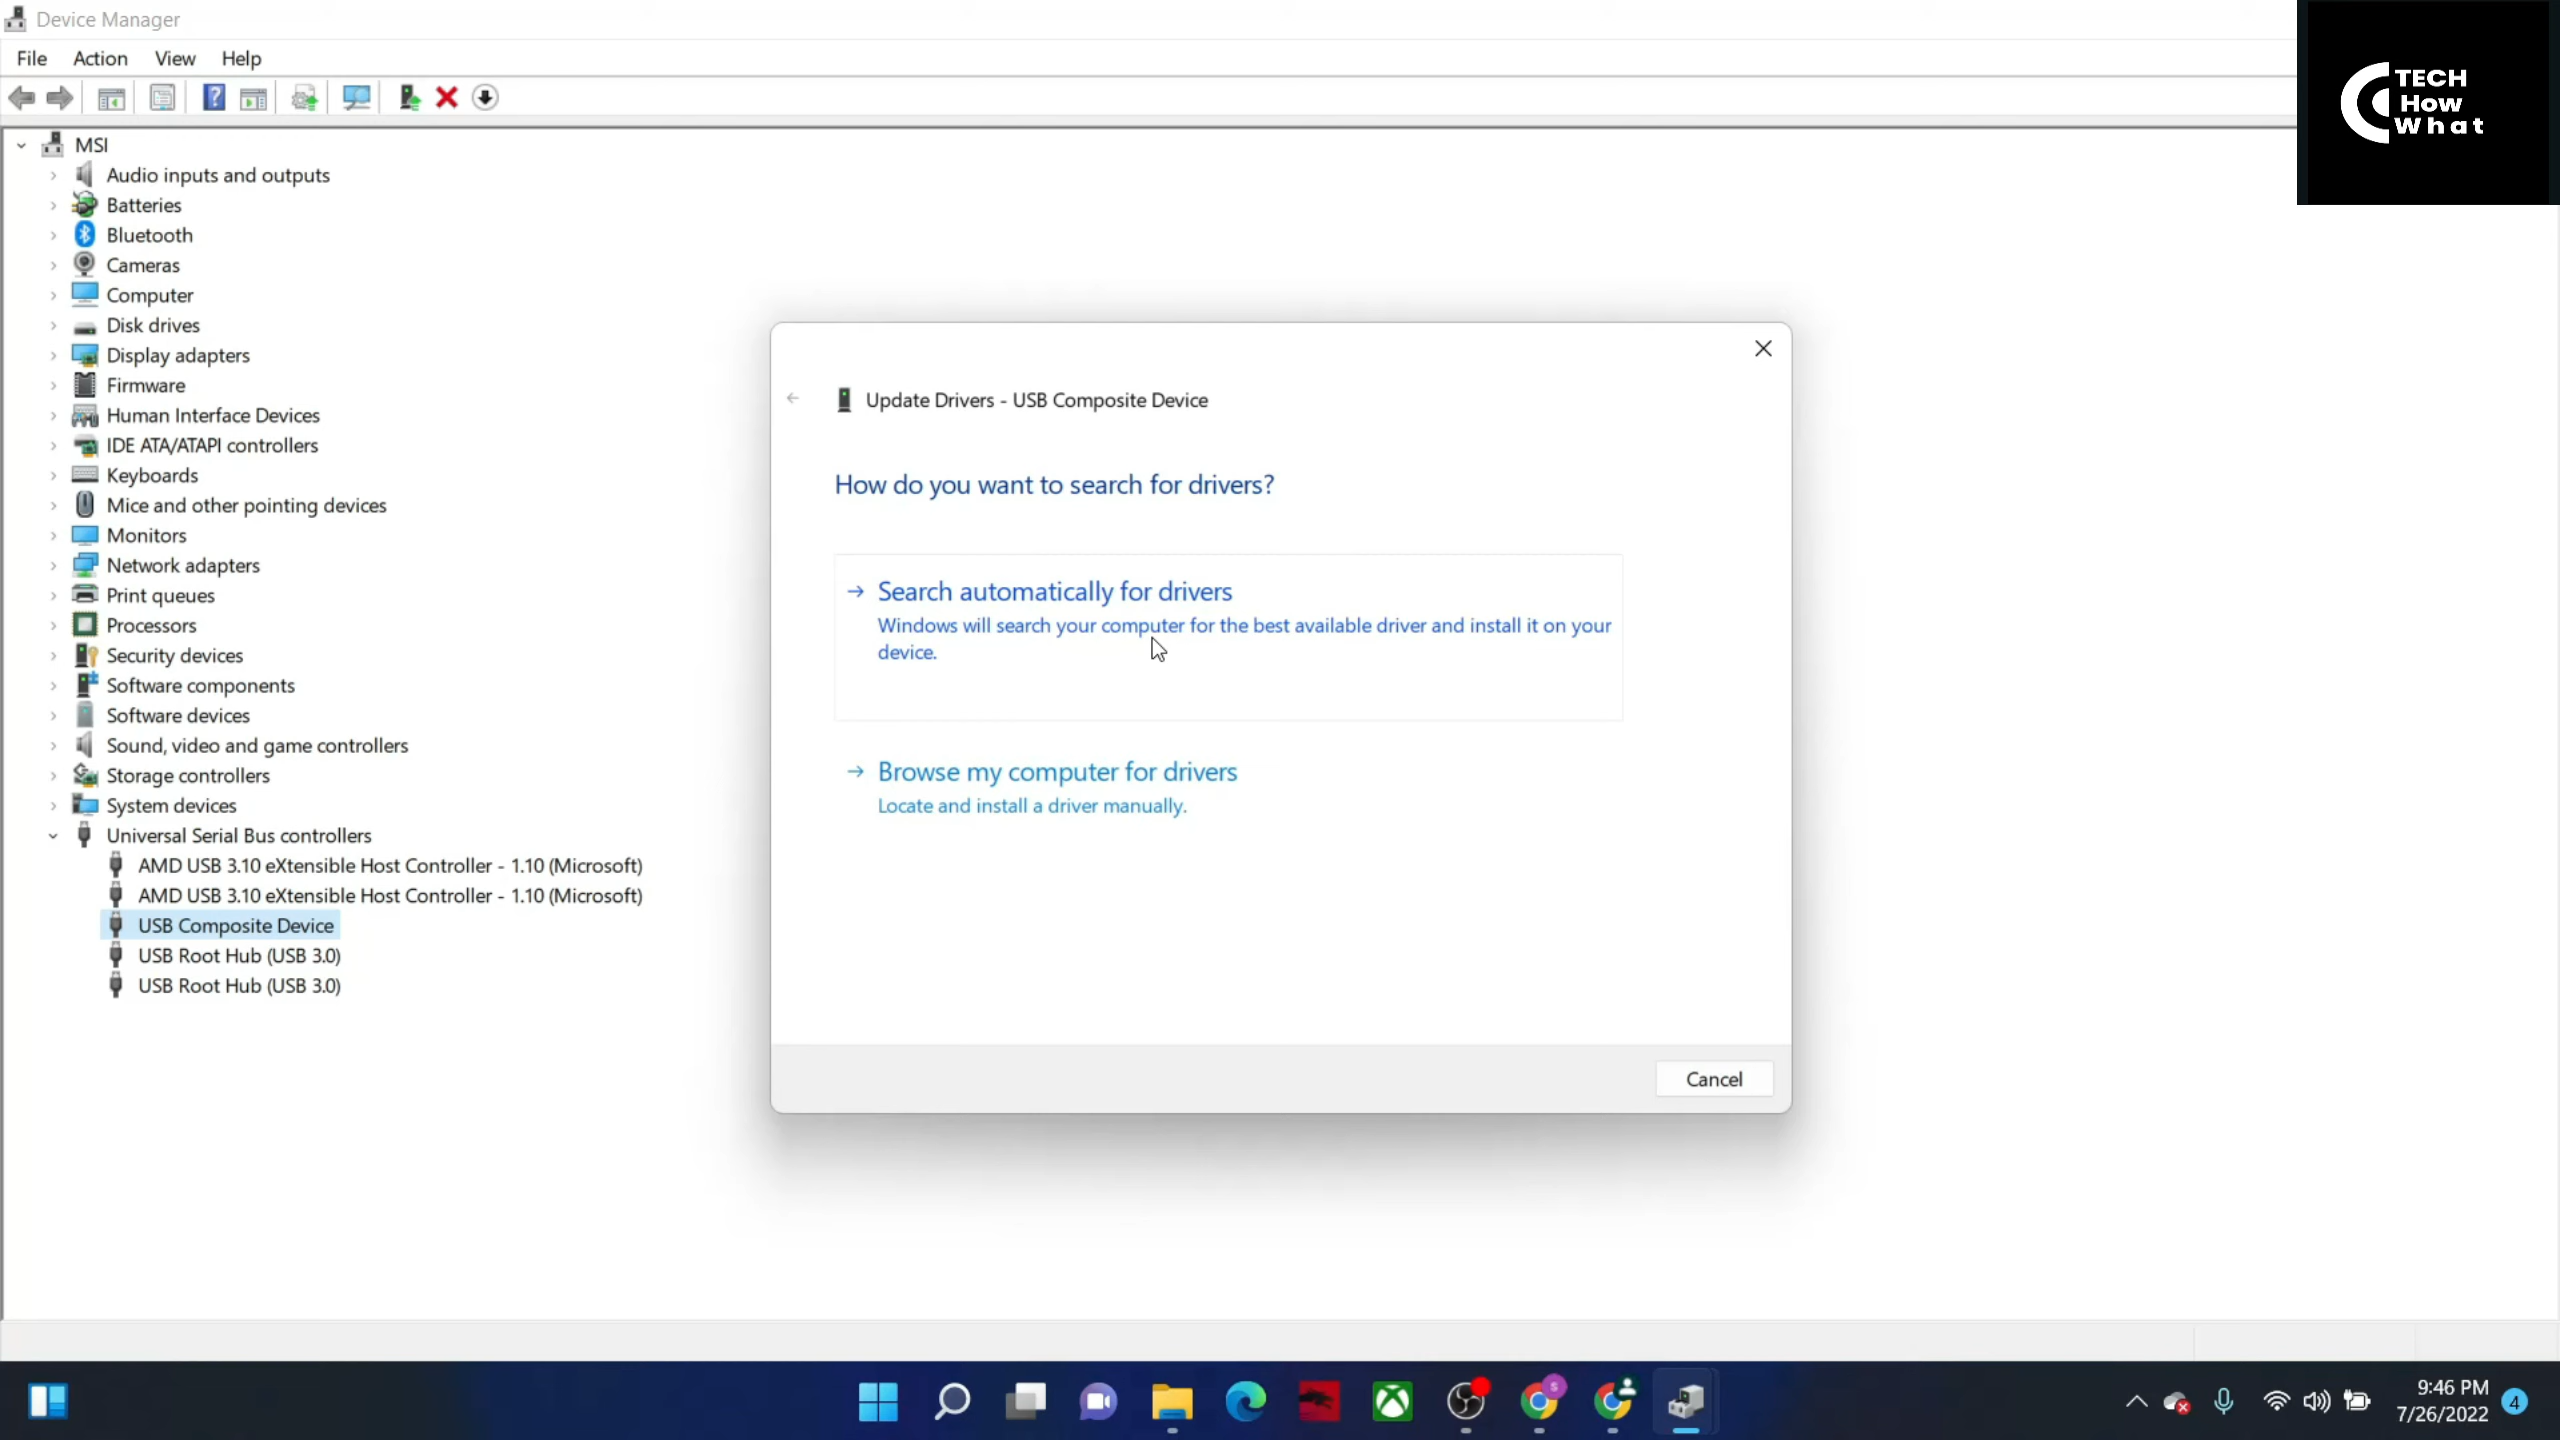 Device Manager
File Action View Help
TECH
How
What
MSI
Audio inputs and outputs
Batteries
Bluetooth
Cameras
Computer
Disk drives
Display adapters
Firmware
Human Interface Devices
IDE ATA/ATAPI controllers
Keyboards
Mice and other pointing devices
Monitors
Network adapters
Print queues
Processors
Security devices
Software components
Software devices
Sound, video and game controllers
Storage controllers
System devices
Universal Serial Bus controllers
AMD USB 3.10 eXtensible Host Controller - 1.10 (Microsoft)
AMD USB 3.10 eXtensible Host Controller - 1.10 (Microsoft)
USB Composite Device
USB Root Hub (USB 3.0)
USB Root Hub (USB 3.0)
Update Drivers - USB Composite Device
How do you want to search for drivers?
Search automatically for drivers
Windows will search your computer for the best available driver and install it on your
device.
Browse my computer for drivers
Locate and install a driver manually.
Cancel
9:46 PM
7/26/2022
4